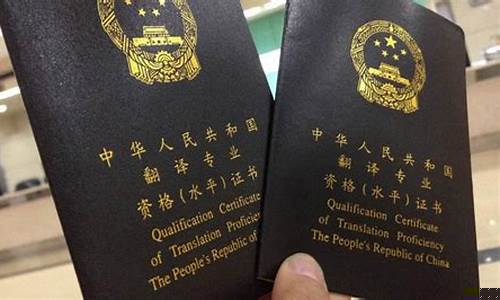 中华人民共和国
翻译专业
资格(水平)证书
Qualification Certificate
of Translation Proficiency
The People's Republic of
中华人民共和国
翻译专业
资格(水平)证书
Qualification Certificate
of Translation Proficiency
The People's Republic of China